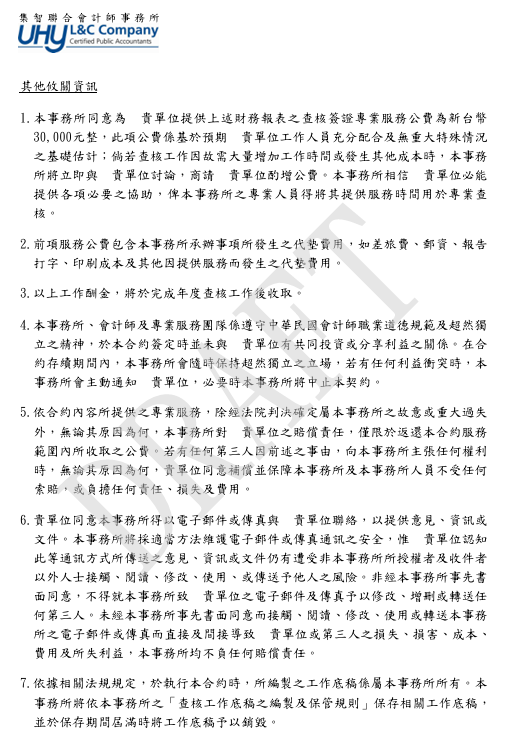 集智聯合會計師事務所
UHY L&C Company
Certified Public Accountants
其他攸關資訊
1.本事務所同意為　貴單位提供上述財務報表之查核簽證專業服務公費為新台幣
30,000元整，此項公費係基於預期　貴單位工作人員充分配合及無重大特殊情況
之基礎估計；倘若查核工作因故需大量增加工作時間或發生其他成本時，本事務
所將立即與　貴單位討論，商請　貴單位酌增公費。本事務所相信　貴單位必能
提供各項必要之協助，俾本事務所之專業人員得將其提供服務時間用於專業查
核。
2.前項服務公費包含本事務所承辦事項所發生之代墊費用，如差旅費、郵資、報告
打字、印刷成本及其他因提供服務而發生之代墊費用。
3.以上工作酬金，將於完成年度查核工作後收取。
4.本事務所、會計師及專業服務團隊係遵守中華民國會計師職業道德規範及超然獨
立之精神，於本合約簽定時並未與　貴單位有共同投資或分享利益之關係。在合
約存續期間內，本事務所會隨時保持超然獨立之立場，若有任何利益衝突時，本
事務所會主動通知　貴單位，必要時本事務所將中止本契約。
5.依合約內容所提供之專業服務，除經法院判決確定屬本事務所之故意或重大過失
外，無論其原因為何，本事務所對　貴單位之賠償責任，僅限於返還本合約服務
範圍內所收取之公費。若有任何第三人因前述之事由，向本事務所主張任何權利
時，無論其原因為何，貴單位同意補償並保障本事務所及本事務所人員不受任何
索賠，或負擔任何責任、損失及費用。
6.貴單位同意本事務所得以電子郵件或傳真與　貴單位聯絡，以提供意見、資訊或
文件。本事務所將採適當方法維護電子郵件或傳真通訊之安全，惟　貴單位認知
此等通訊方式所傳送之意見、資訊或文件仍有遭受非本事務所所授權者及收件者
以外人士接觸、閱讀、修改、使用、或傳送予他人之風險。非經本事務所事先書
面同意，不得就本事務所致　貴單位之電子郵件及傳真予以修改、增刪或轉送任
何第三人。未經本事務所事先書面同意而接觸、閱讀、修改、使用或轉送本事務
所之電子郵件或傳真而直接及間接導致　貴單位或第三人之損失、損害、成本、
費用及所失利益，本事務所均不負任何賠償責任。
7.依據相關法規規定，於執行本合約時，所編製之工作底稿係屬本事務所所有。本
事務所將依本事務所之「查核工作底稿之編製及保管規則」保存相關工作底稿，
並於保存期間屆滿時將工作底稿予以銷毀。
DRAFT